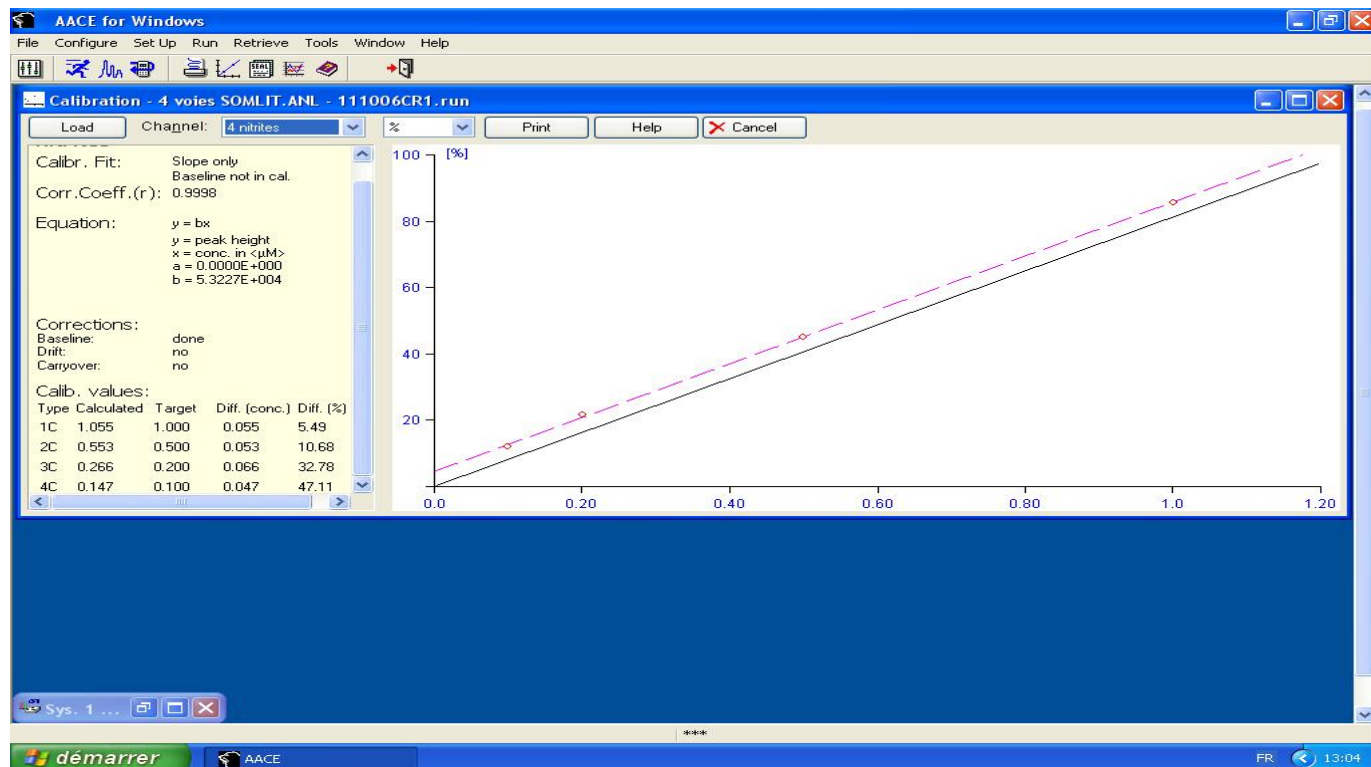 AACE for Windows
File Configure Set Up Run Retrieve Tools Window Help
Calibration - 4 voies SOMLIT.ANL - 111006CR1.run
Load Channel: 4 nitrites % Print Help Cancel
Calibr. Fit: Slope only
Baseline not in cal.
Corr.Coeff.(r): 0.9998
Equation: y = bx
y = peak height
x = conc. in <µM>
a = 0.0000E+000
b = 5.3227E+004
Corrections:
Baseline: done
Drift: no
Carryover: no
Calib. values:
Type Calculated Target Diff. (conc.) Diff. (%)
1C 1.055 1.000 0.055 5.49
2C 0.553 0.500 0.053 10.68
3C 0.266 0.200 0.066 32.78
4C 0.147 0.100 0.047 47.11
100 [%]
80
60
40
20
0.0 0.20 0.40 0.60 0.80 1.0 1.20
Sys. 1 ...
***
démarrer AACE FR 13:04